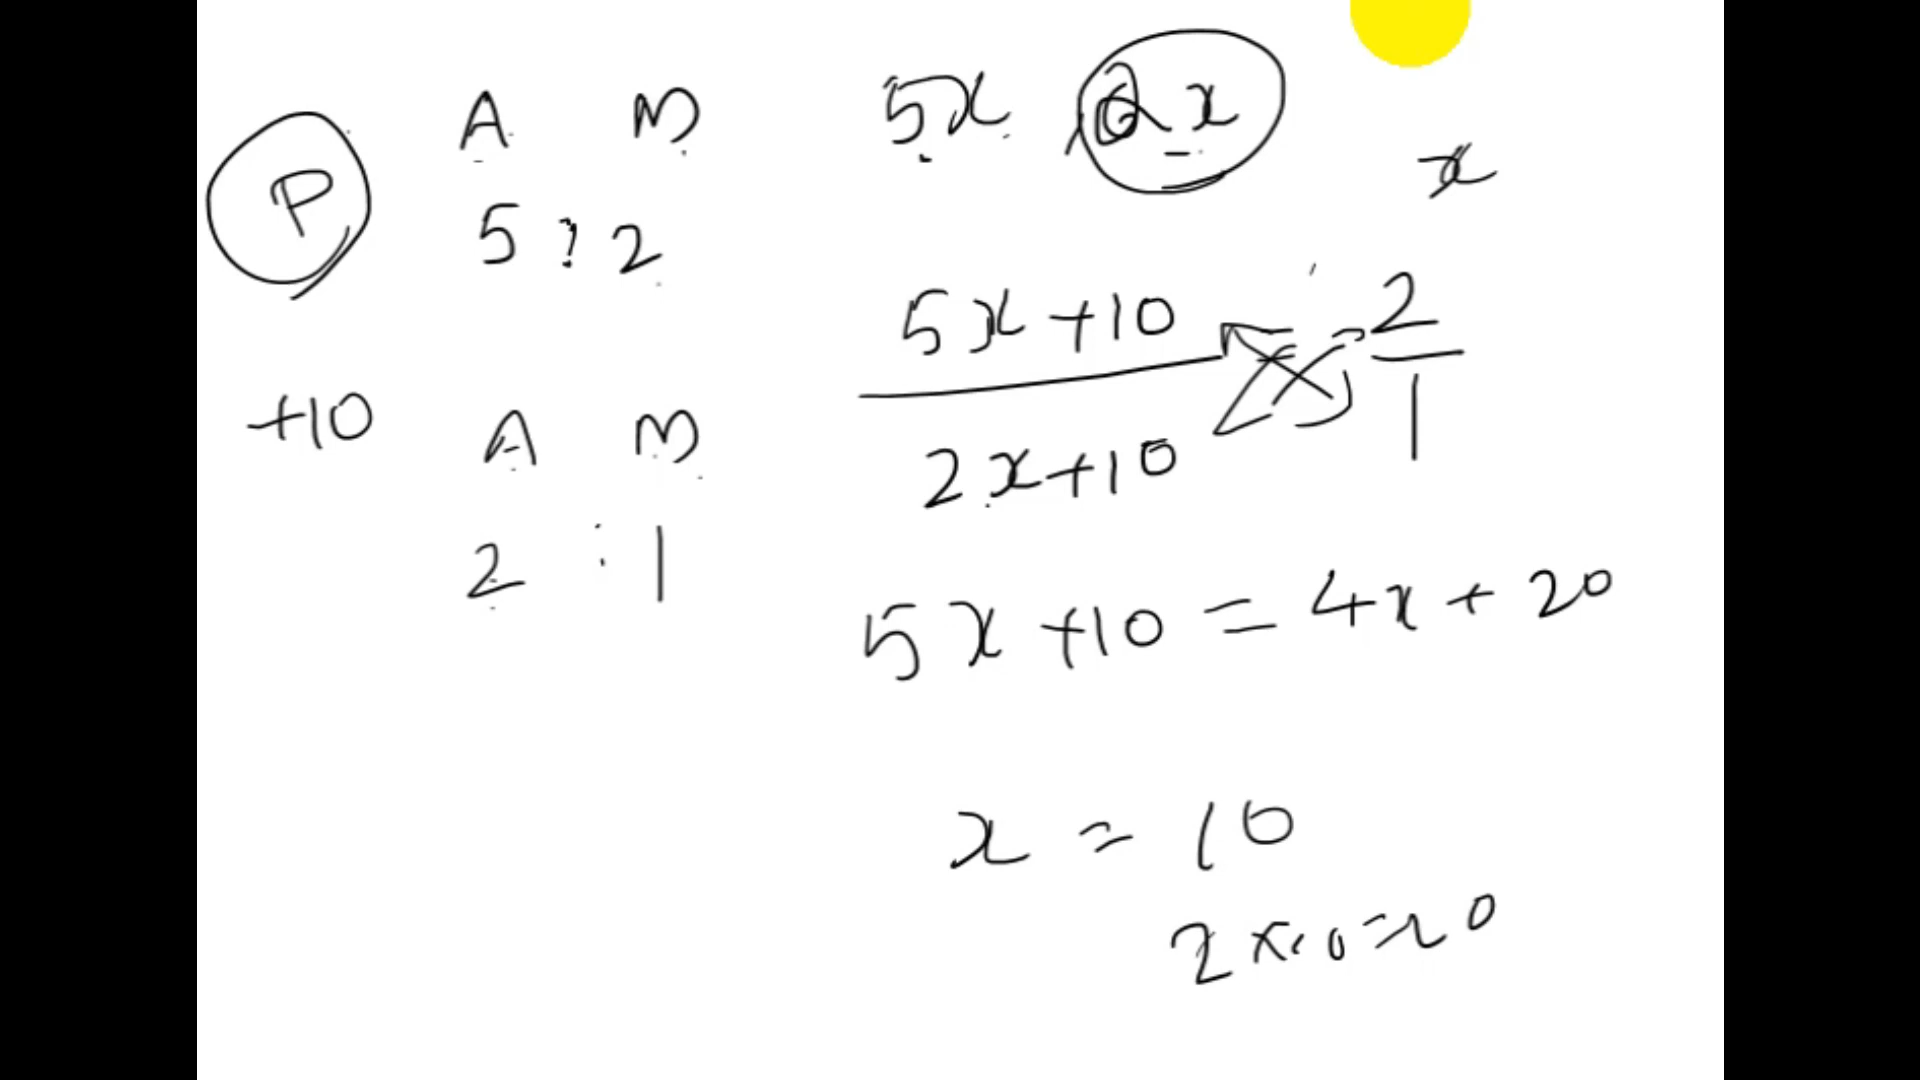 A M 5x 2x
P
x
5 : 2
5x+10 2
2x+10 1
+10 A M
2 : 1
5x+10 = 4x+20
x = 10
2×10=20